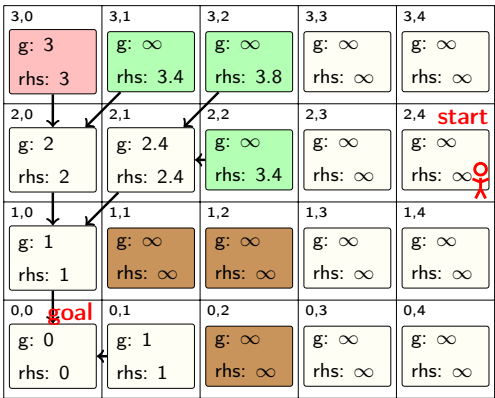 3,0 3,1 3,2 3,3 3,4
g: 3 g: ∞ g: ∞ g: ∞ g: ∞
rhs: 3 rhs: 3.4 rhs: 3.8 rhs: ∞ rhs: ∞
2,0 2,1 2,2 2,3 2,4
start
g: 2 g: 2.4 g: ∞ g: ∞ g: ∞
rhs: 2 rhs: 2.4 rhs: 3.4 rhs: ∞ rhs: ∞
1,0 1,1 1,2 1,3 1,4
g: 1 g: ∞ g: ∞ g: ∞ g: ∞
rhs: 1 rhs: ∞ rhs: ∞ rhs: ∞ rhs: ∞
0,0 0,1 0,2 0,3 0,4
goal
g: 0 g: 1 g: ∞ g: ∞ g: ∞
rhs: 0 rhs: 1 rhs: ∞ rhs: ∞ rhs: ∞